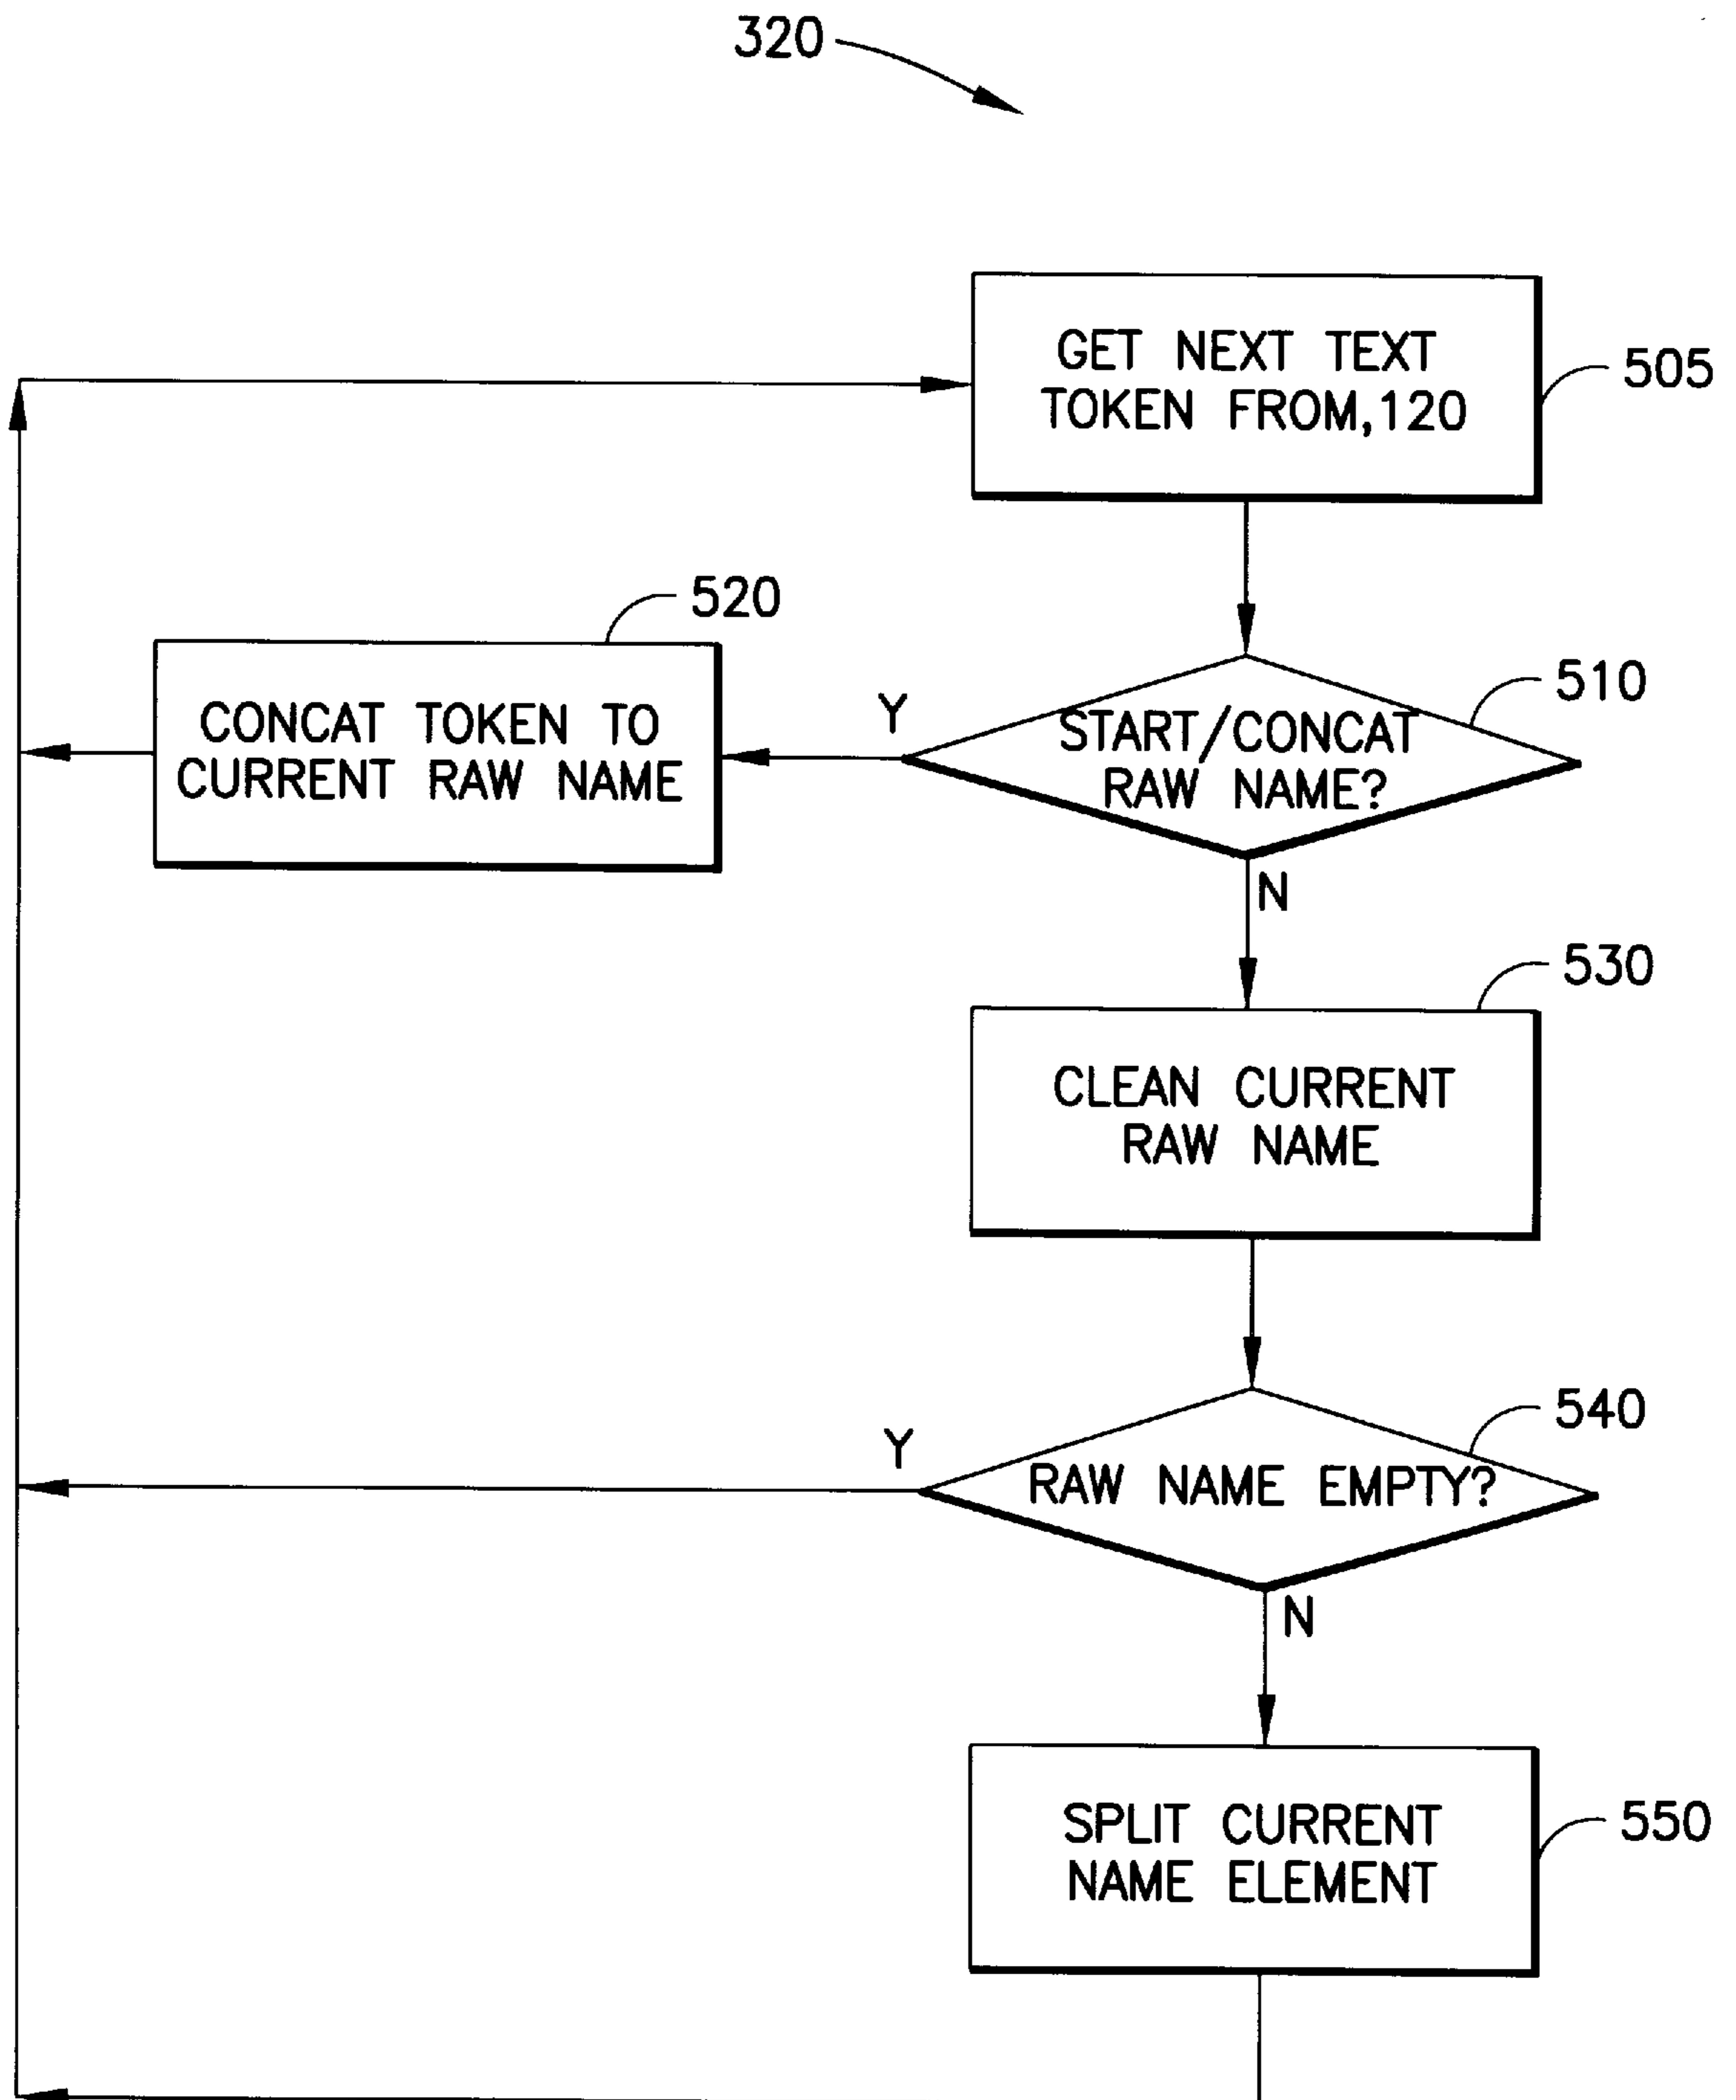 320
GET NEXT TEXT
TOKEN FROM,120
505
520
CONCAT TOKEN TO
CURRENT RAW NAME
Y
START/CONCAT
RAW NAME?
510
N
530
CLEAN CURRENT
RAW NAME
540
Y
RAW NAME EMPTY?
N
SPLIT CURRENT
NAME ELEMENT
550